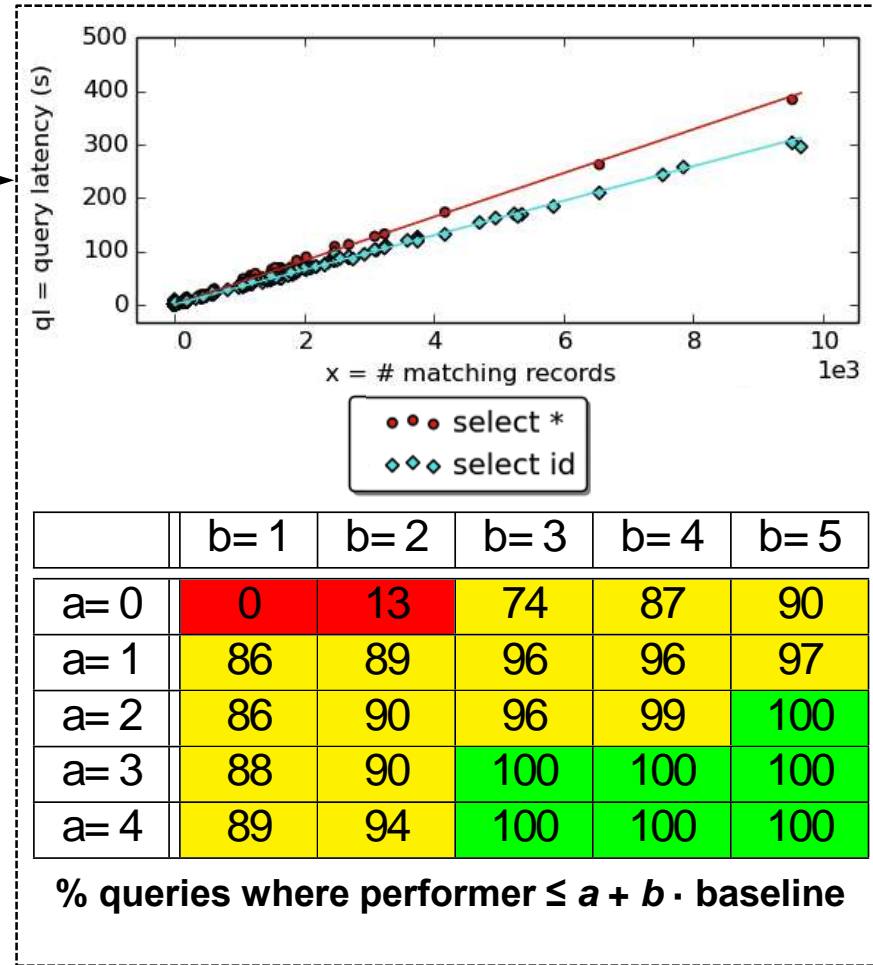 500
400
300
200
100
0
ql = query latency (s)
0 2 4 6 8 10
1e3
x = # matching records
select *
select id
b= 1 b= 2 b= 3 b= 4 b= 5
a= 0 0 13 74 87 90
a= 1 86 89 96 96 97
a= 2 86 90 96 99 100
a= 3 88 90 100 100 100
a= 4 89 94 100 100 100
% queries where performer ≤ a + b · baseline